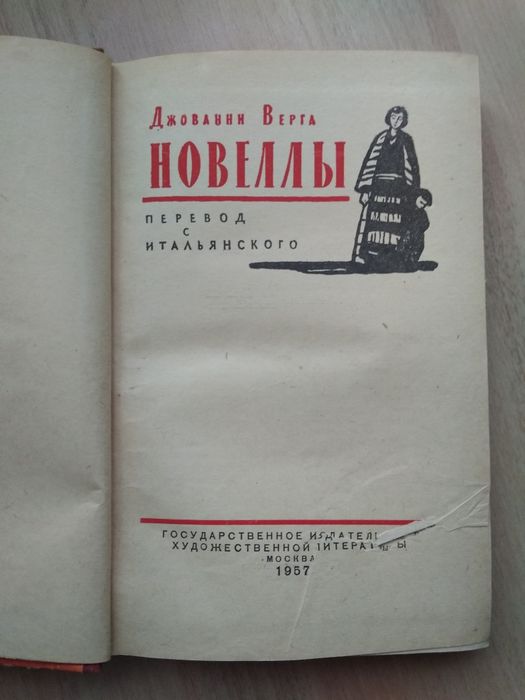 Джованни Верга
НОВЕЛЛЫ
ПЕРЕВОД
С
ИТАЛЬЯНСКОГО
ГОСУДАРСТВЕННОЕ
ХУДОЖЕСТВЕННОЙ
МОСКВА
1957